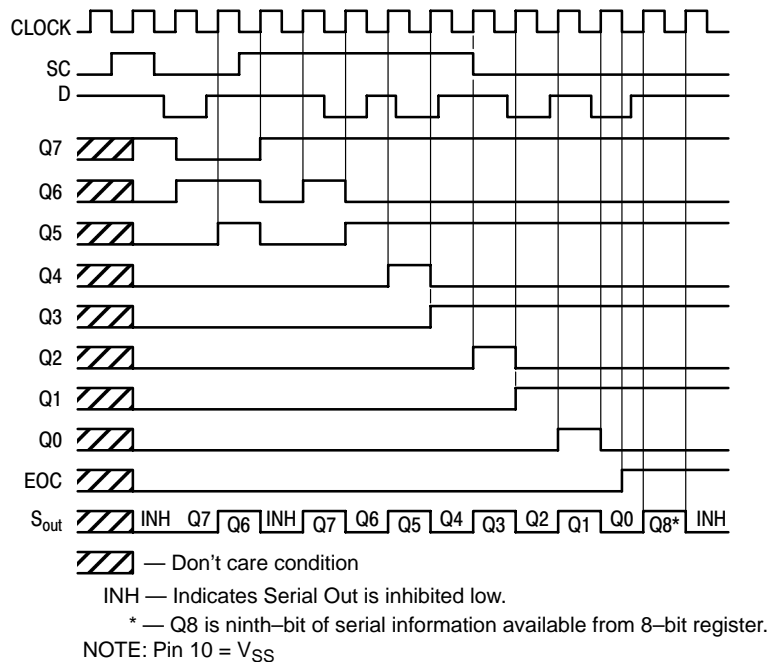 CLOCK
SC
D
Q7
Q6
Q5
Q4
Q3
Q2
Q1
Q0
EOC
Sout INH Q7 Q6 INH Q7 Q6 Q5 Q4 Q3 Q2 Q1 Q0 Q8* INH
— Don't care condition
INH — Indicates Serial Out is inhibited low.
* — Q8 is ninth–bit of serial information available from 8–bit register.
NOTE: Pin 10 = VSS